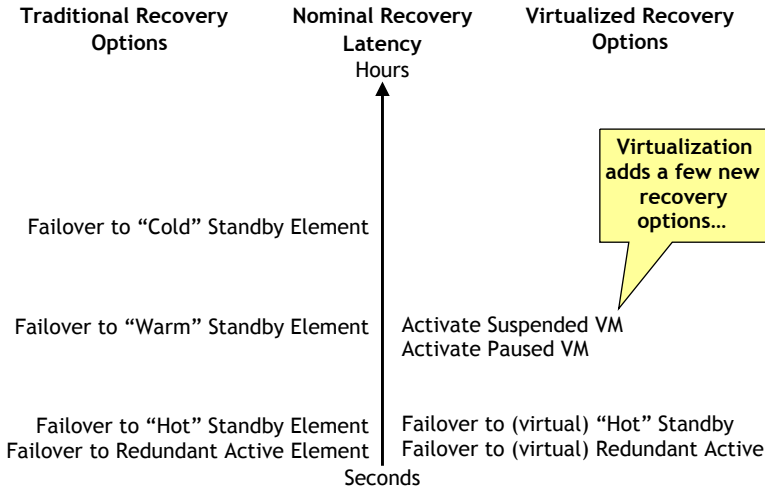 Traditional Recovery
Options
Nominal Recovery
Latency
Hours
Virtualized Recovery
Options
Virtualization
adds a few new
recovery
options…
Failover to “Cold” Standby Element
Failover to “Warm” Standby Element
Activate Suspended VM
Activate Paused VM
Failover to “Hot” Standby Element
Failover to Redundant Active Element
Failover to (virtual) “Hot” Standby
Failover to (virtual) Redundant Active
Seconds